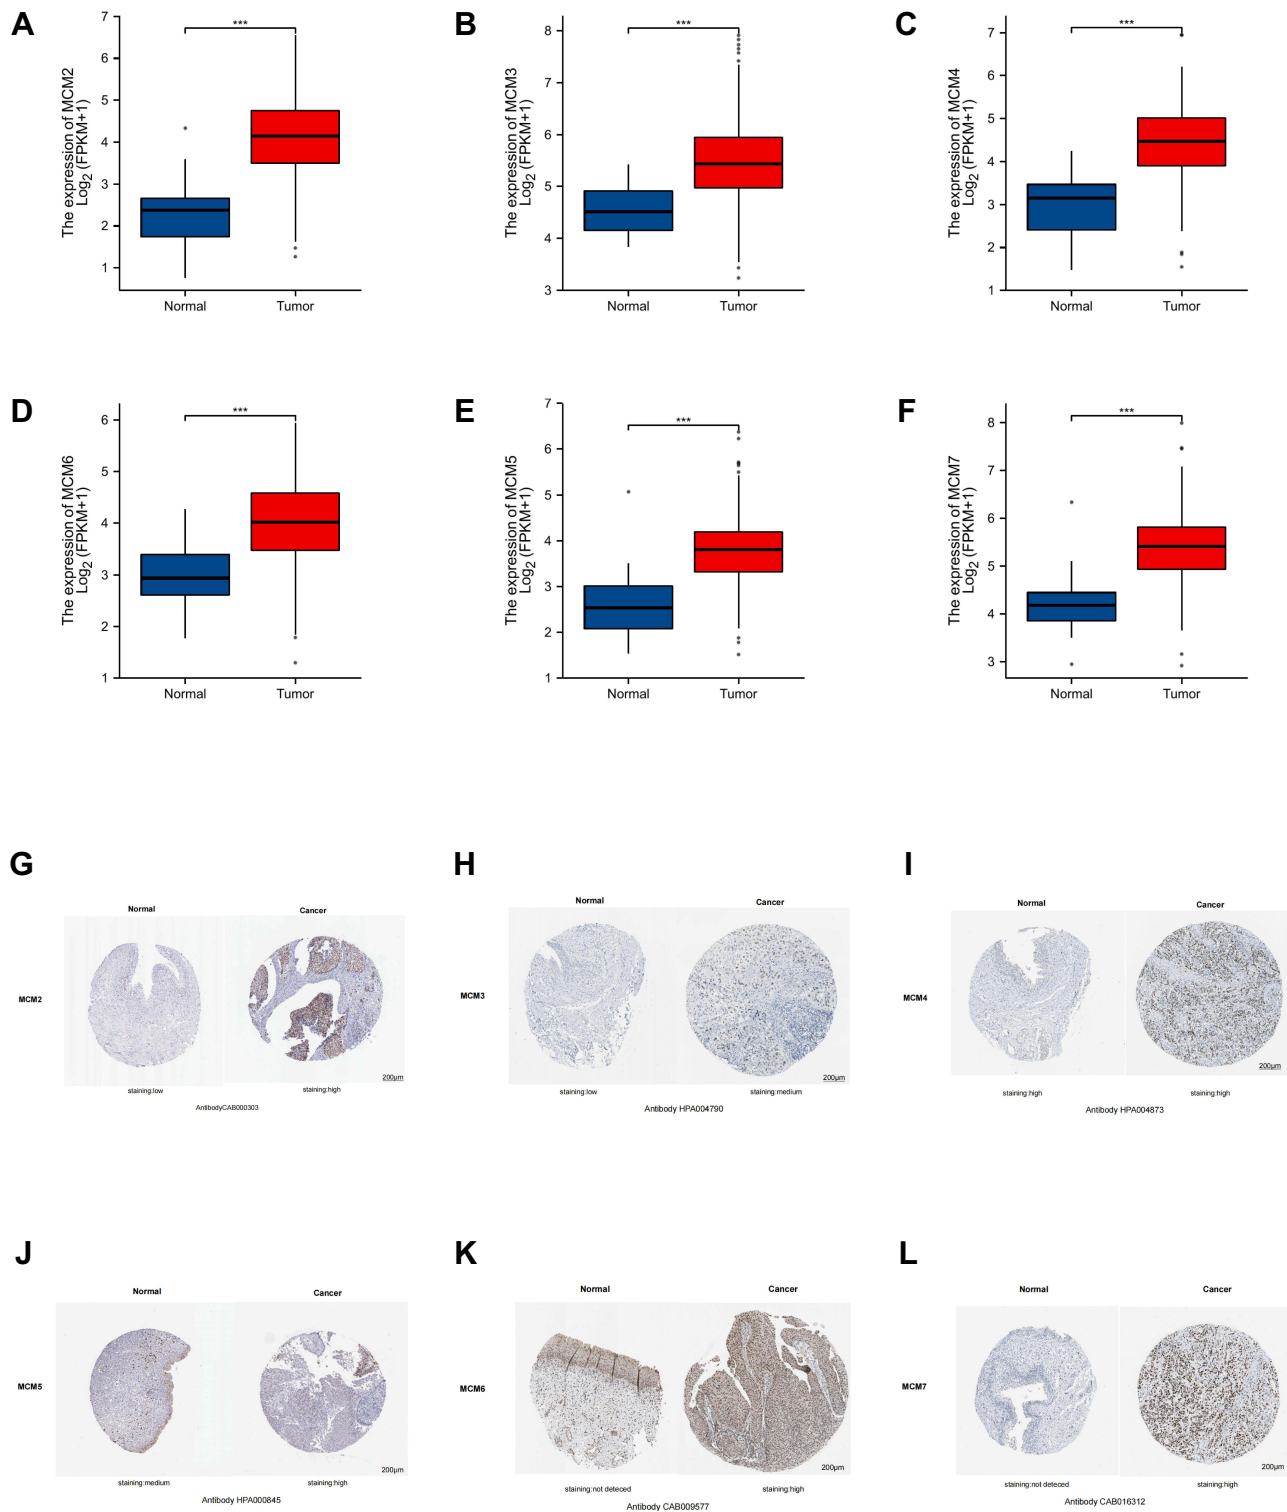 A
The expression of MCM2
Log2 (FPKM+1)
7
6
5
4
3
2
1
***
Normal
Tumor
B
The expression of MCM3
Log2 (FPKM+1)
8
7
6
5
4
3
***
Normal
Tumor
C
The expression of MCM4
Log2 (FPKM+1)
7
6
5
4
3
2
1
***
Normal
Tumor
D
The expression of MCM6
Log2 (FPKM+1)
6
5
4
3
2
1
***
Normal
Tumor
E
The expression of MCM5
Log2 (FPKM+1)
7
6
5
4
3
2
1
***
Normal
Tumor
F
The expression of MCM7
Log2 (FPKM+1)
8
7
6
5
4
3
***
Normal
Tumor
G
Normal
Cancer
MCM2
200μm
staining:low
staining:high
AntibodyCAB000303
H
Normal
Cancer
MCM3
200μm
staining:low
staining:medium
Antibody HPA004790
I
Normal
Cancer
MCM4
200μm
staining:high
staining:high
Antibody HPA004873
J
Normal
Cancer
MCM5
200μm
staining:medium
staining:high
Antibody HPA000845
K
Normal
Cancer
MCM6
200μm
staining:not deteced
staining:high
Antibody CAB009577
L
Normal
Cancer
MCM7
200μm
staining:not deteced
staining:high
Antibody CAB016312